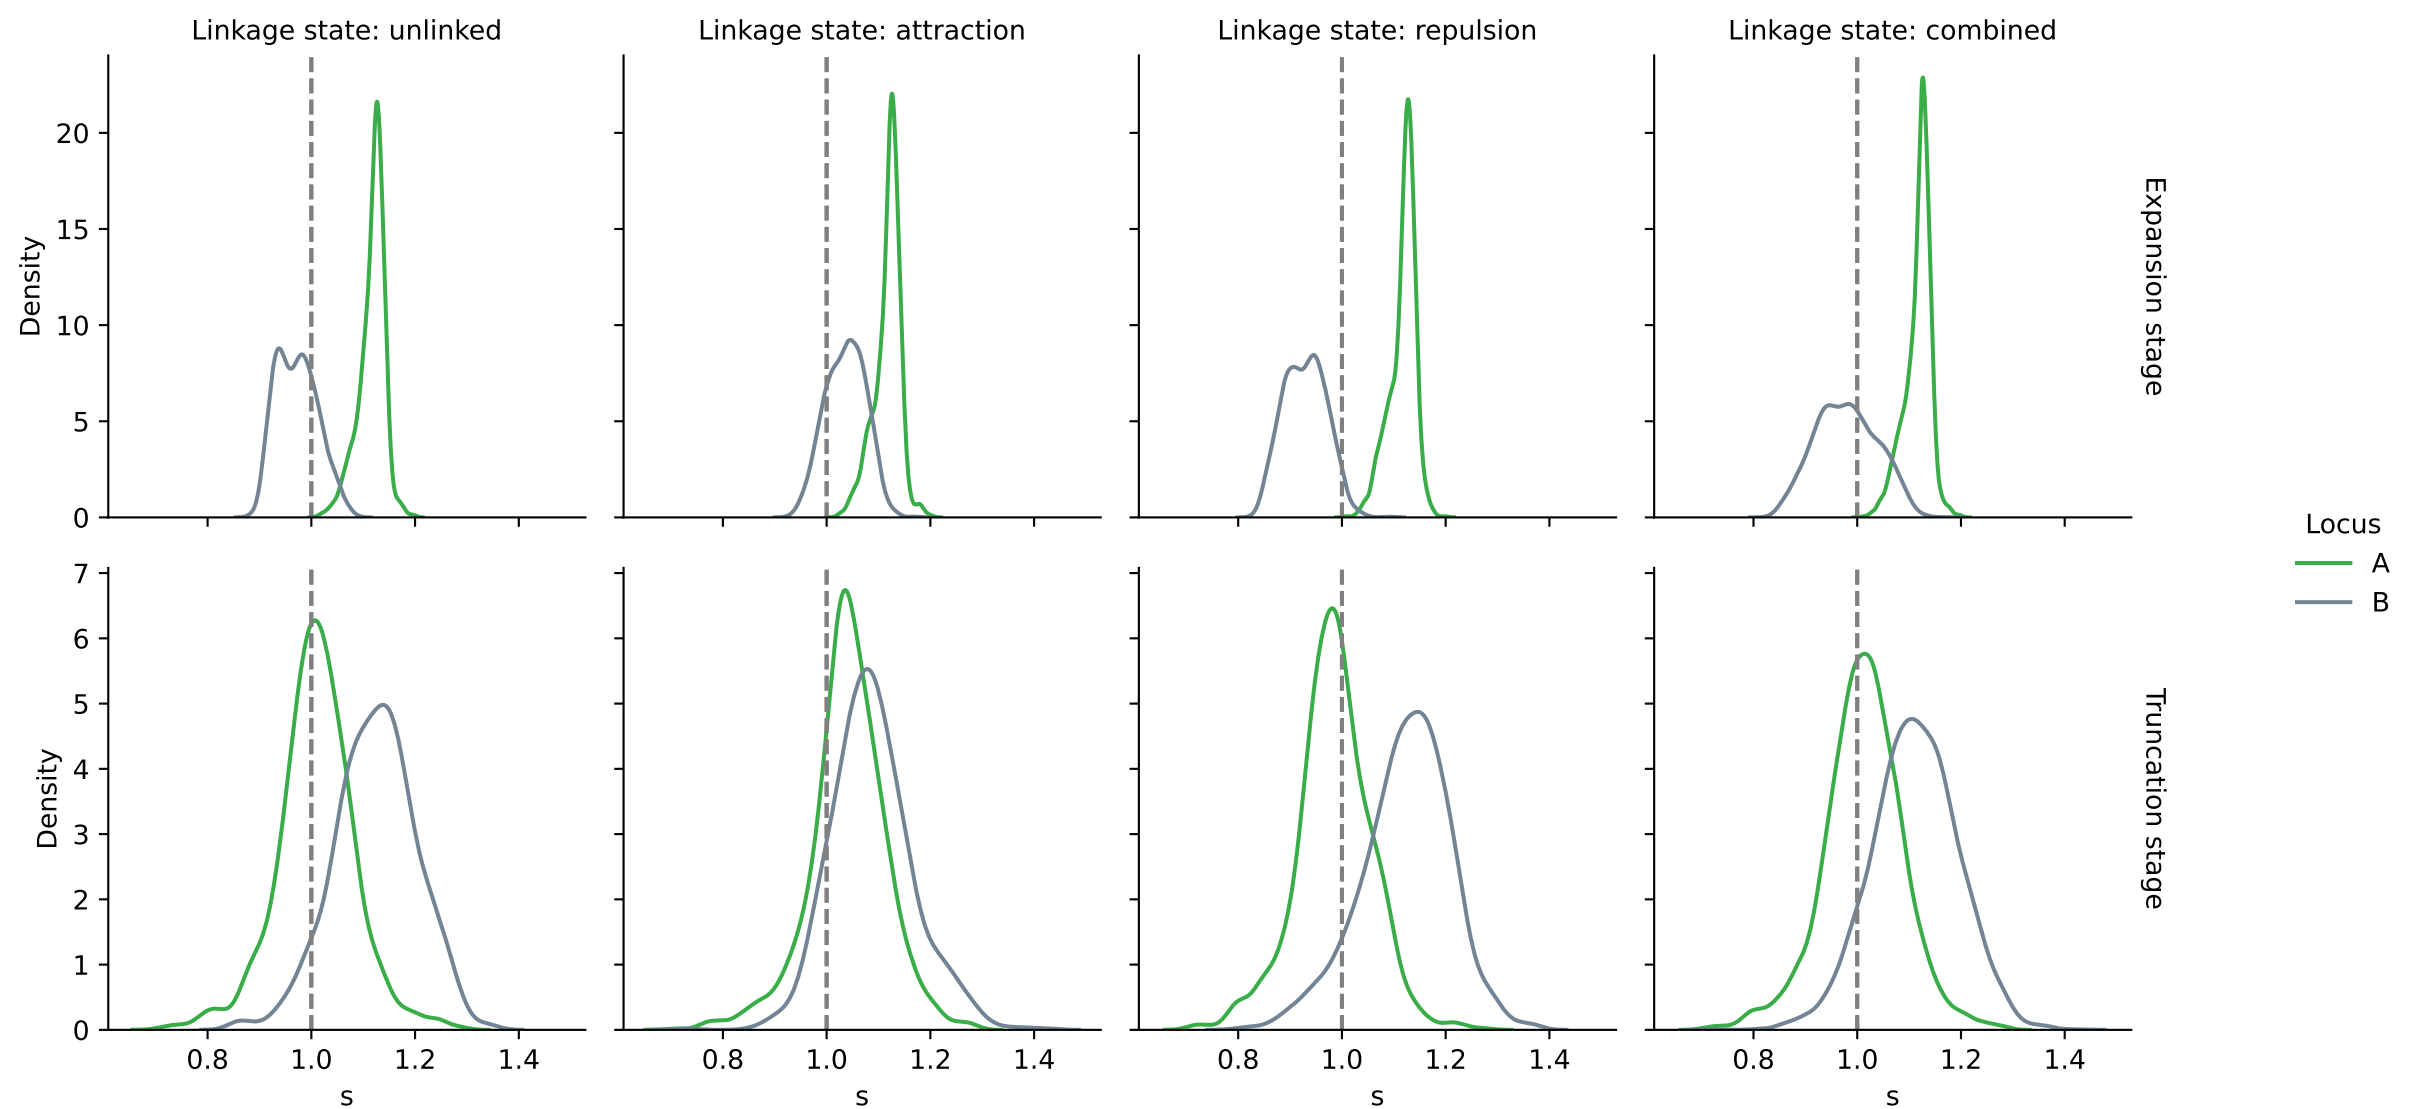 Linkage state: unlinked
Linkage state: attraction
Linkage state: repulsion
Linkage state: combined
Density
20
15
10
5
0
Expansion stage
Locus
A
B
Density
7
6
5
4
3
2
1
0
Truncation stage
0.8 1.0 1.2 1.4
0.8 1.0 1.2 1.4
0.8 1.0 1.2 1.4
0.8 1.0 1.2 1.4
s
s
s
s